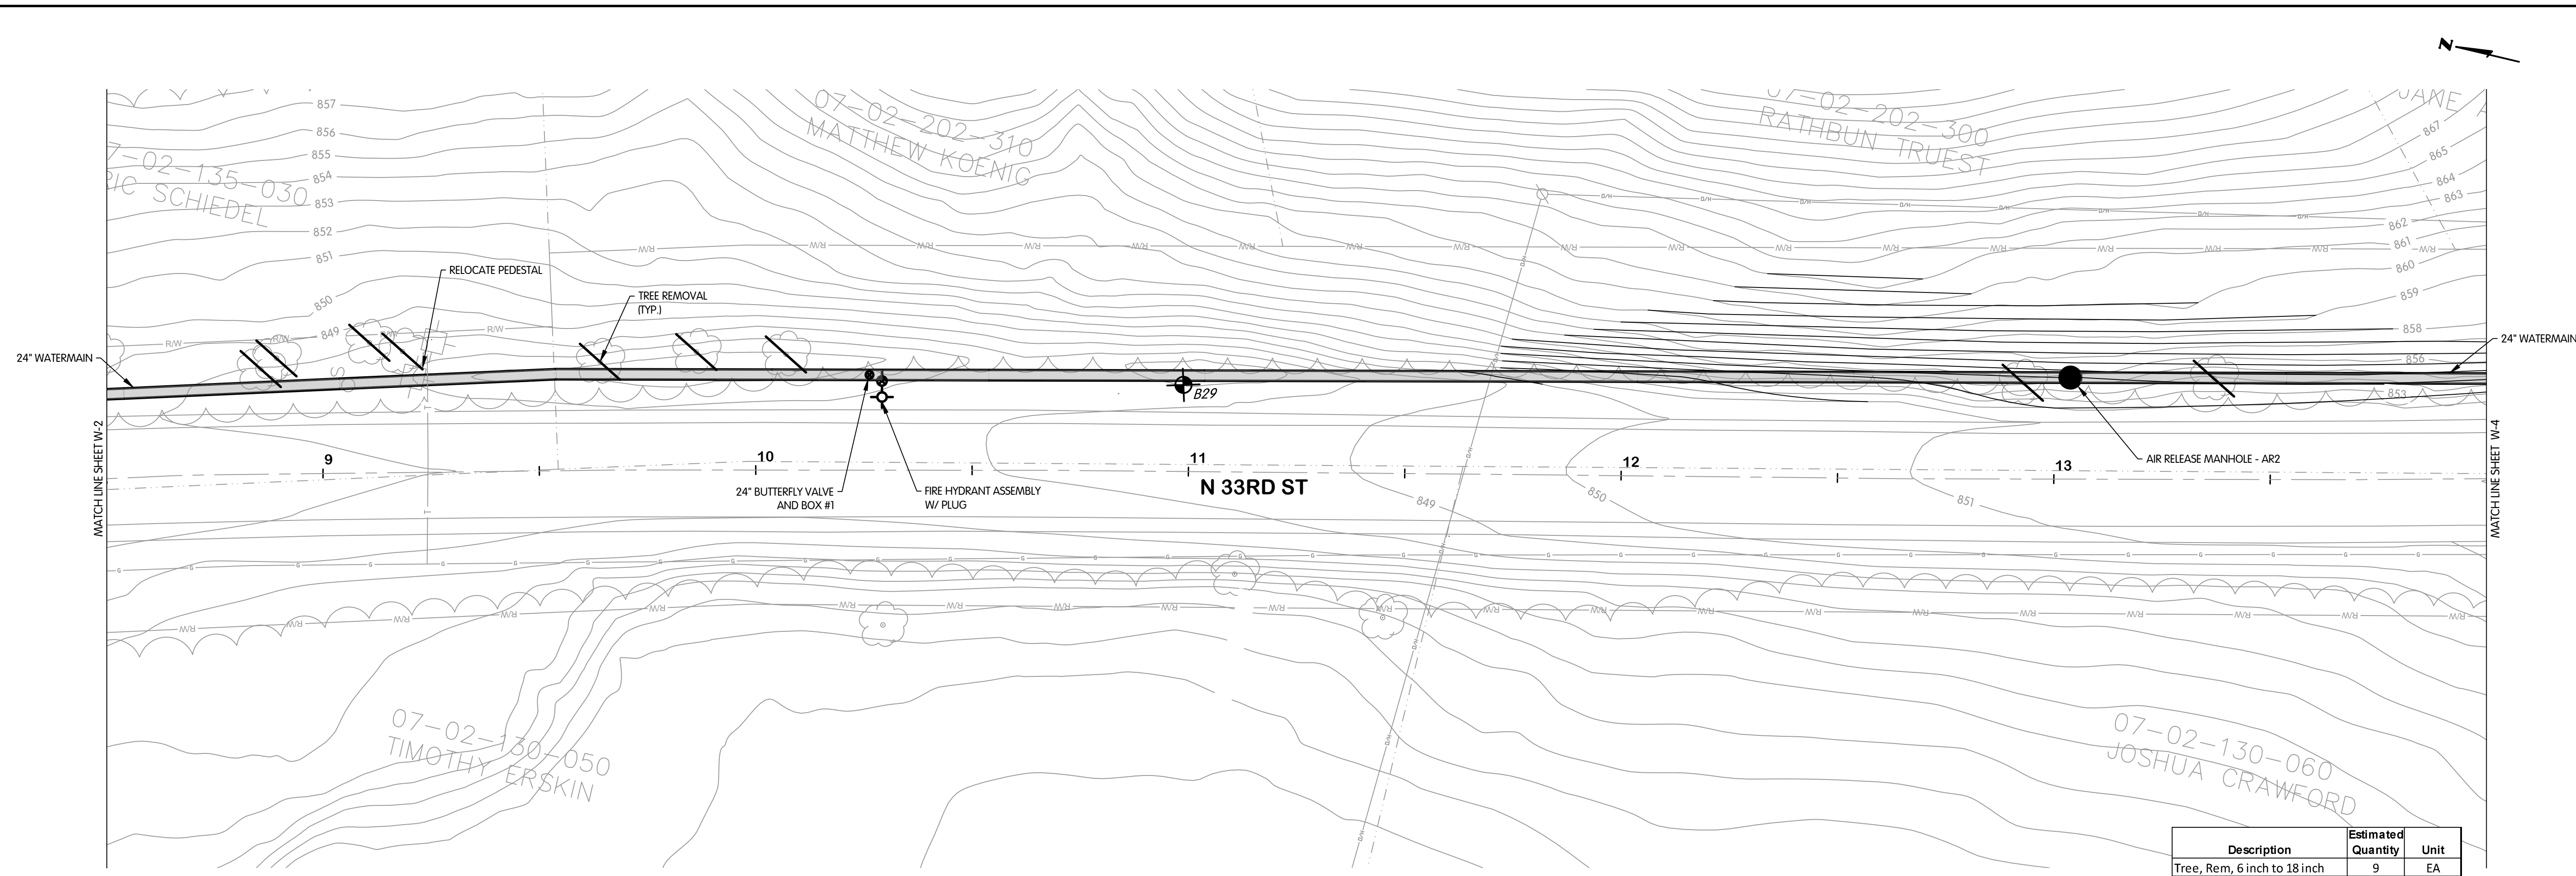 N
857
856
855
854
853
852
851
850
849
07-02-202-310
MATTHEW KOENIG
07-02-202-300
RATHBUN TRUEST
JANE
867
865
864
863
862
861
860
859
858
856
853
SCHIEDEL
RELOCATE PEDESTAL
TREE REMOVAL
(TYP.)
24" WATERMAIN
24" WATERMAIN
R/W
B29
MATCH LINE SHEET W-2
MATCH LINE SHEET W-4
9
10
11
12
13
N 33RD ST
24" BUTTERFLY VALVE
AND BOX #1
FIRE HYDRANT ASSEMBLY
W/ PLUG
AIR RELEASE MANHOLE - AR2
849
850
851
07-02-130-050
TIMOTHY ERSKIN
07-02-130-060
JOSHUA CRAWFORD
Description Estimated Quantity Unit
Tree, Rem, 6 inch to 18 inch 9 EA